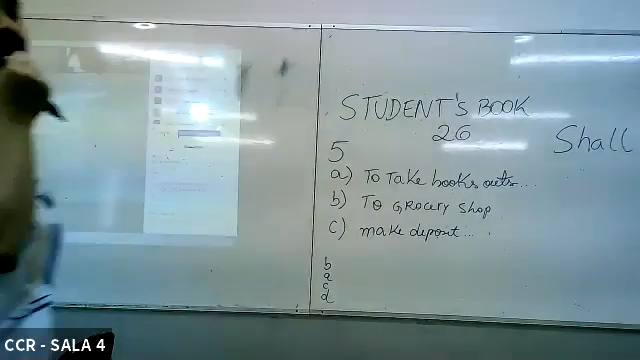 STUDENT'S BOOK
26
Shall
5
a) To Take books outs...
b) To Grocery shop
c) make deposit...
b
a
c
d
CCR - SALA 4